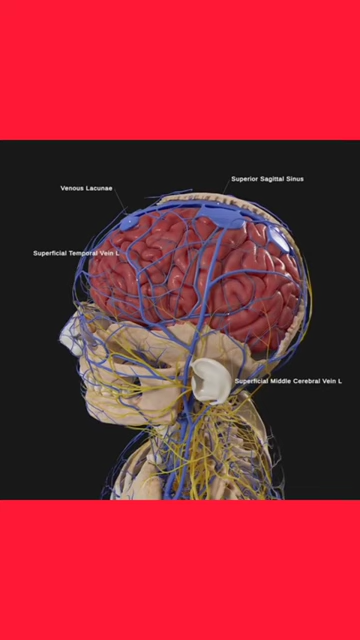 Superior Sagittal Sinus
Venous Lacunae
Superficial Temporal Vein L
Superficial Middle Cerebral Vein L